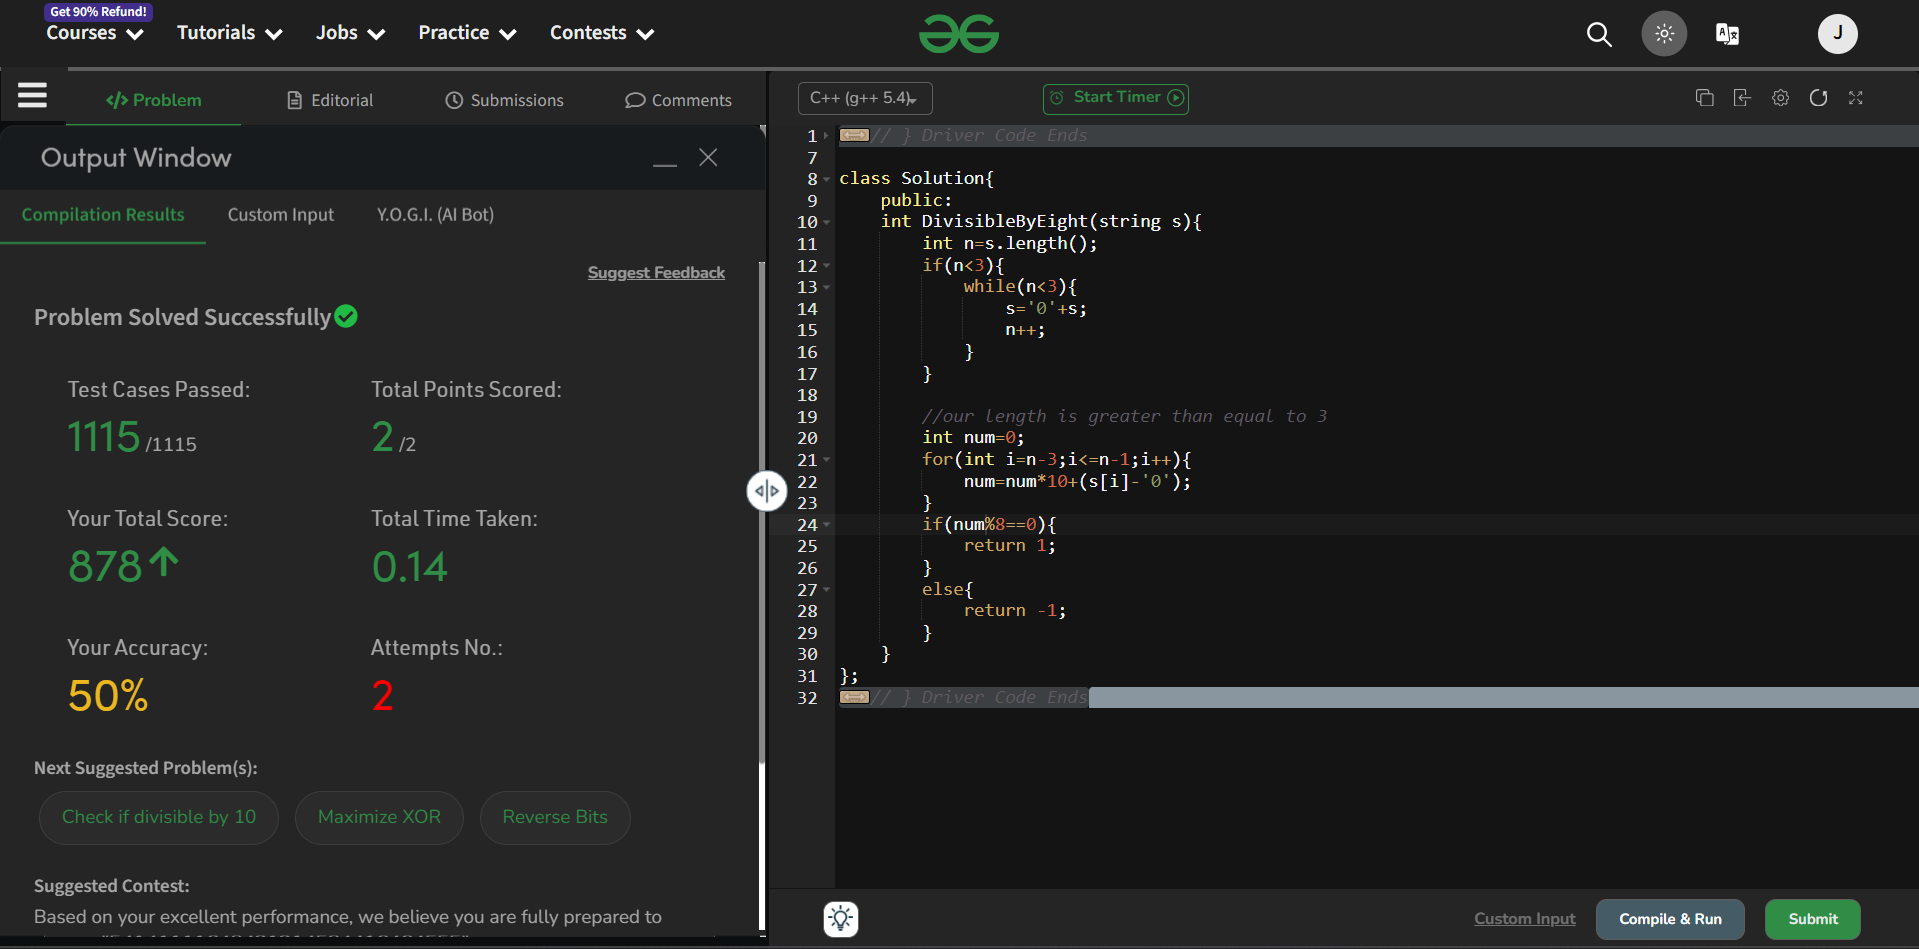 Get 90% Refund!
Courses Tutorials Jobs Practice Contests
J
</> Problem Editorial Submissions Comments
Output Window
Compilation Results Custom Input Y.O.G.I. (AI Bot)
Suggest Feedback
Problem Solved Successfully
Test Cases Passed: Total Points Scored:
1115 /1115 2 /2
Your Total Score: Total Time Taken:
878 0.14
Your Accuracy: Attempts No.:
50% 2
Next Suggested Problem(s):
Check if divisible by 10 Maximize XOR Reverse Bits
Suggested Contest:
Based on your excellent performance, we believe you are fully prepared to
C++ (g++ 5.4) Start Timer
1 // } Driver Code Ends
7
8 class Solution{
9 public:
10 int DivisibleByEight(string s){
11 int n=s.length();
12 if(n<3){
13 while(n<3){
14 s='0'+s;
15 n++;
16 }
17 }
18
19 //our length is greater than equal to 3
20 int num=0;
21 for(int i=n-3;i<=n-1;i++){
22 num=num*10+(s[i]-'0');
23 }
24 if(num%8==0){
25 return 1;
26 }
27 else{
28 return -1;
29 }
30 }
31 };
32 // } Driver Code Ends
Custom Input Compile & Run Submit